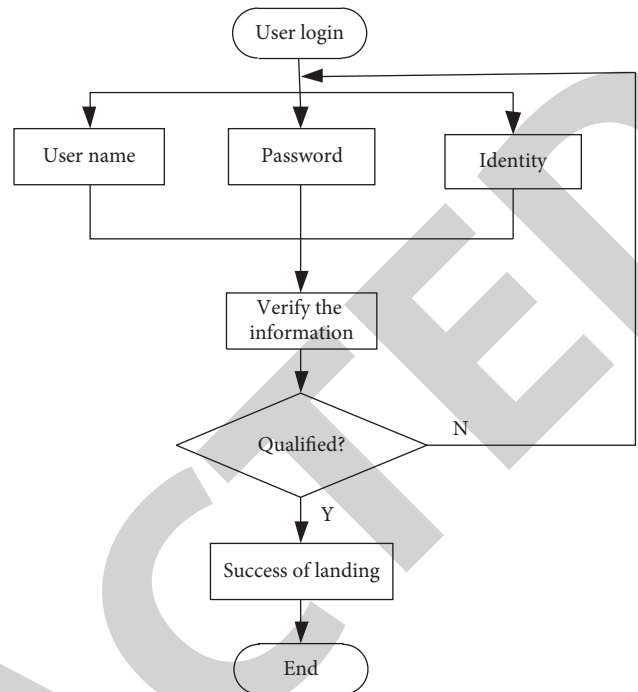 User login
User name
Password
Identity
Verify the
information
Qualified?
N
Y
Success of landing
End